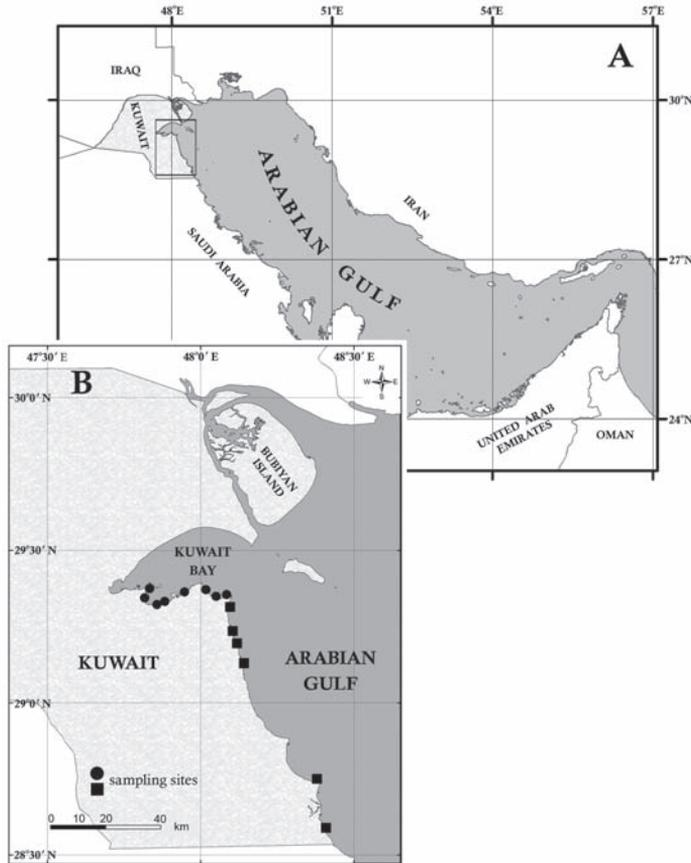 48°E 51°E 54°E 57°E
A
IRAQ
KUWAIT
30°N
ARABIAN GULF
IRAN
SAUDI ARABIA
27°N
24°N
UNITED ARAB
EMIRATES
OMAN
47°30' E 48°0' E 48°30' E
B
N
W E
S
30°0' N
BUBIYAN
ISLAND
29°30' N
KUWAIT
BAY
KUWAIT
ARABIAN
GULF
29°0' N
sampling sites
0 10 20 40
km
28°30' N